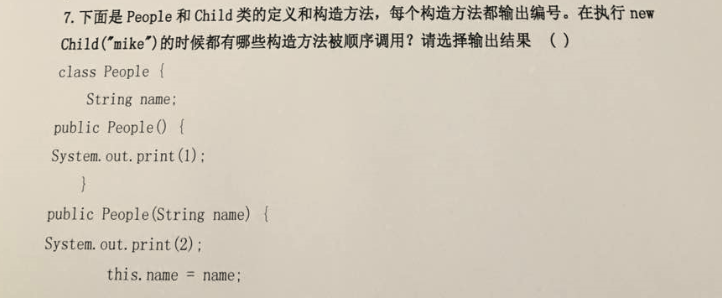 7. 下面是 People 和 Child 类的定义和构造方法，每个构造方法都输出编号。在执行 new
Child("mike")的时候都有哪些构造方法被顺序调用？请选择输出结果 ( )
class People {
String name;
public People() {
System.out.print(1);
}
public People(String name) {
System.out.print(2);
this.name = name;